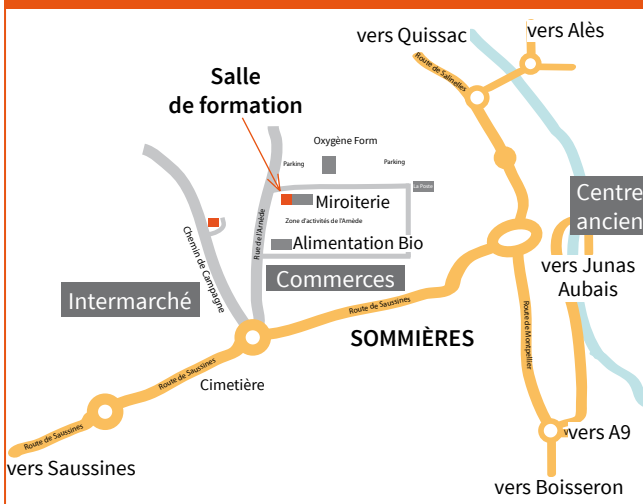 vers Quissac
vers Alès
Route de Salinelles
Salle
de formation
Oxygène Form
Parking
Parking
La Poste
Miroiterie
Zone d'activités de l'Arnède
Alimentation Bio
Rue de l'Arnède
Chemin de Campagne
Centre
ancien
vers Junas
Aubais
Intermarché
Commerces
Route de Saussines
SOMMIÈRES
Route de Montpellier
Route de Saussines
Cimetière
Route de Saussines
vers Saussines
vers A9
vers Boisseron